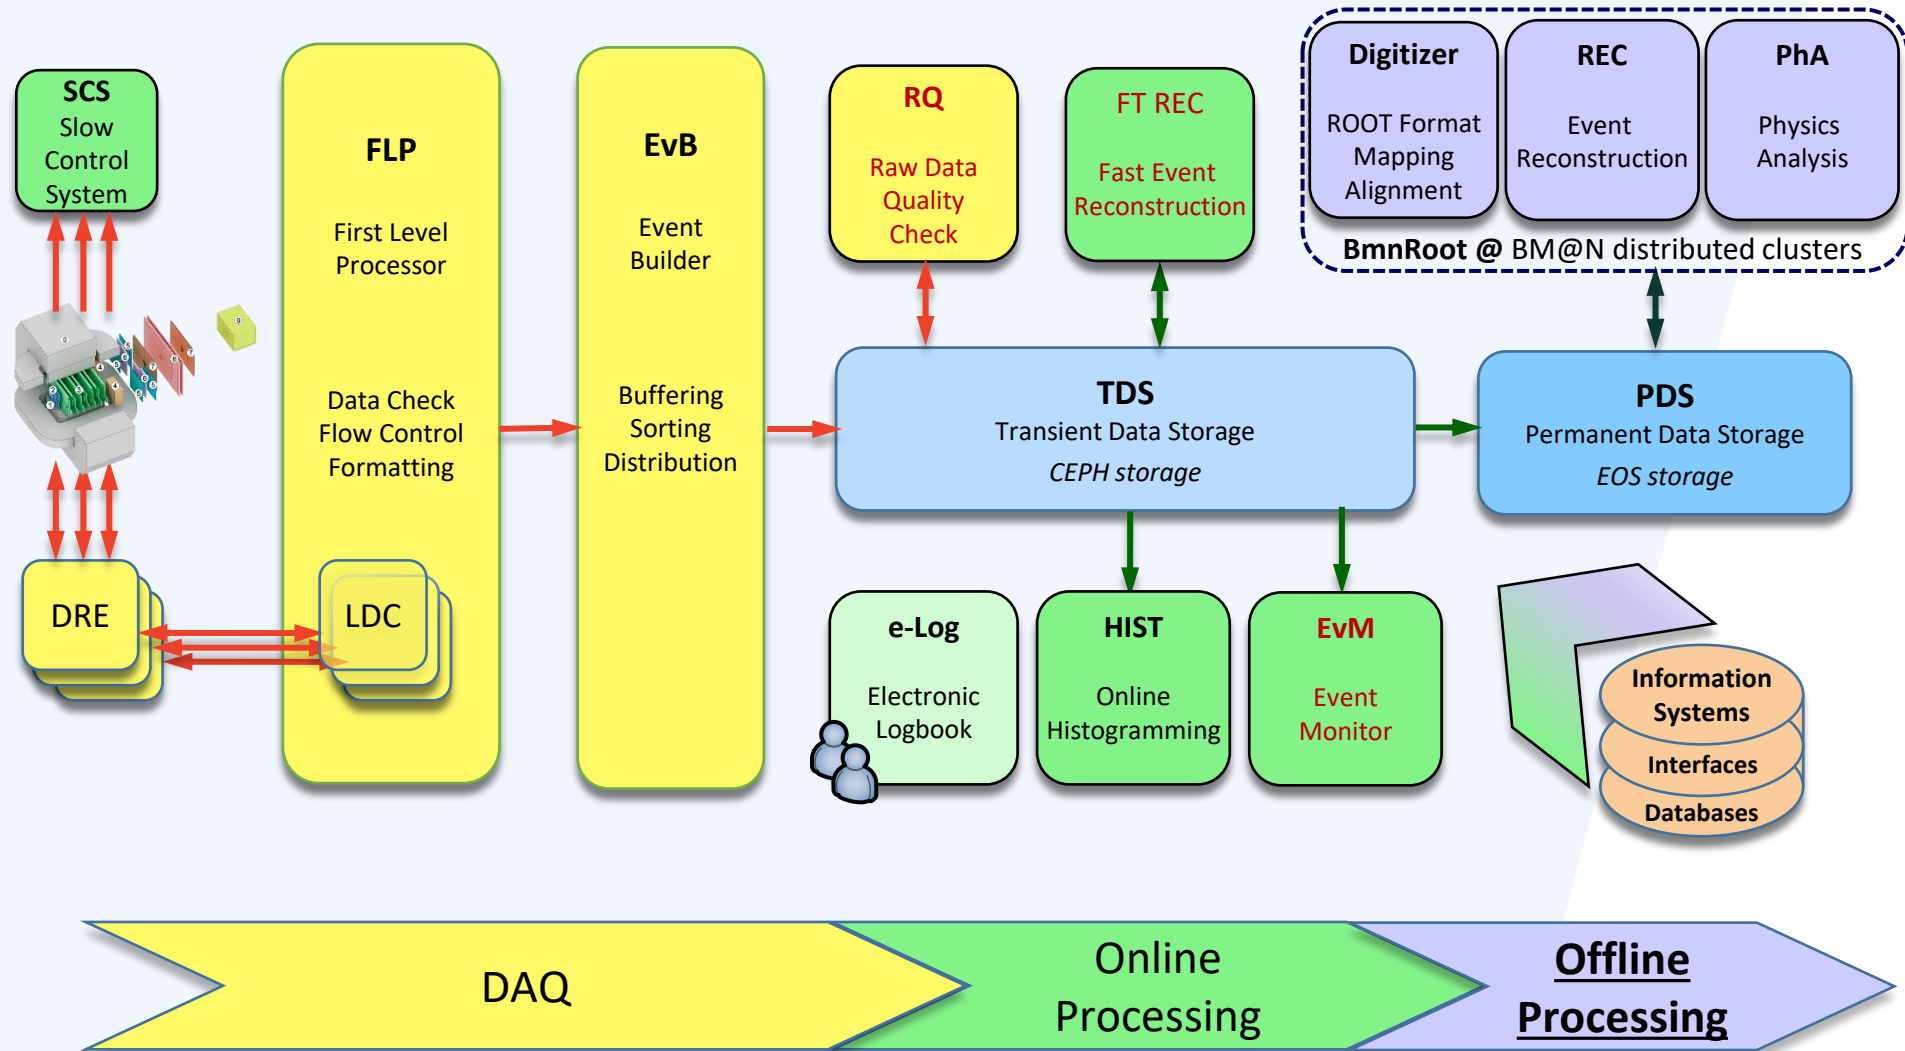 SCS
Slow
Control
System
FLP
First Level
Processor
Data Check
Flow Control
Formatting
EvB
Event
Builder
Buffering
Sorting
Distribution
RQ
Raw Data
Quality
Check
FT REC
Fast Event
Reconstruction
Digitizer
ROOT Format
Mapping
Alignment
REC
Event
Reconstruction
PhA
Physics
Analysis
BmnRoot @ BM@N distributed clusters
TDS
Transient Data Storage
CEPH storage
PDS
Permanent Data Storage
EOS storage
DRE
LDC
e-Log
Electronic
Logbook
HIST
Online
Histogramming
EvM
Event
Monitor
Information
Systems
Interfaces
Databases
DAQ
Online
Processing
Offline
Processing